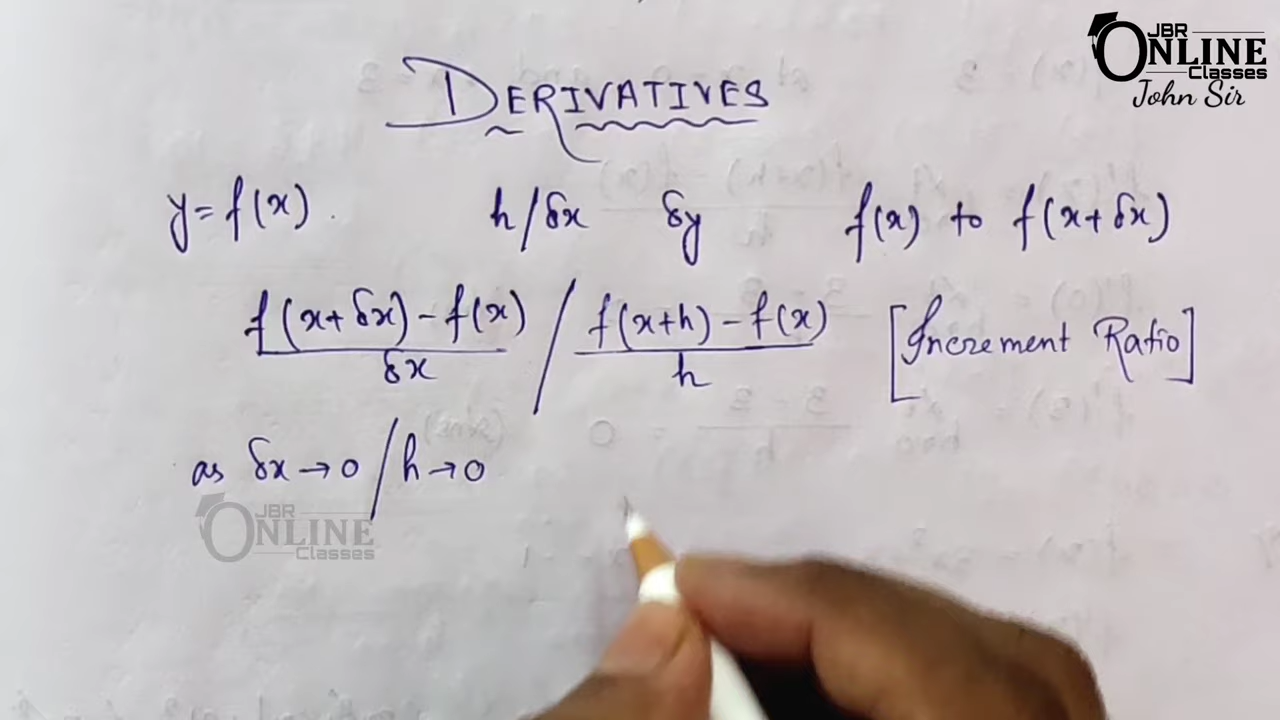 JBR
ONLINE
Classes
John Sir
DERIVATIVES
y = f(x). h/δx δy f(x) to f(x+δx)
f(x+δx) - f(x) / f(x+h) - f(x) [Increment Ratio]
δx h
as δx→0 / h→0
JBR
ONLINE
Classes